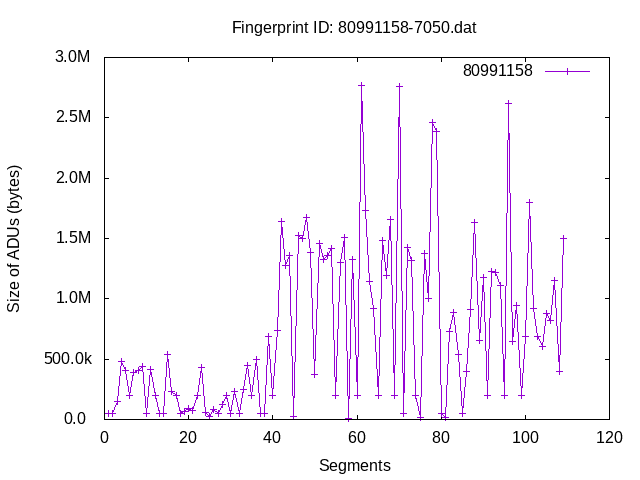 Fingerprint ID: 80991158-7050.dat
80991158
3.0M
2.5M
2.0M
1.5M
1.0M
500.0k
0.0
Size of ADUs (bytes)
0 20 40 60 80 100 120
Segments